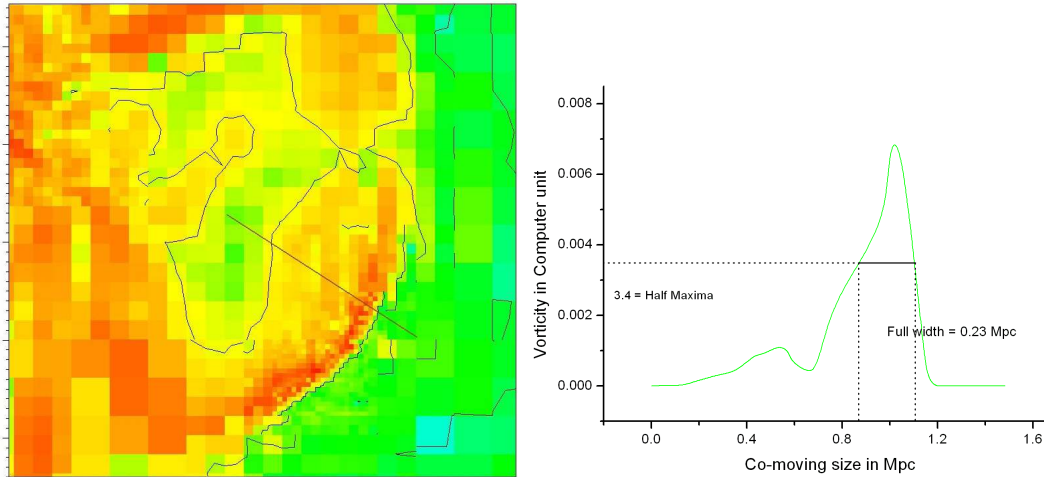 0.008
0.006
0.004
0.002
0.000
Vorticity in Computer unit
3.4 = Half Maxima
Full width = 0.23 Mpc
0.0 0.4 0.8 1.2 1.6
Co-moving size in Mpc